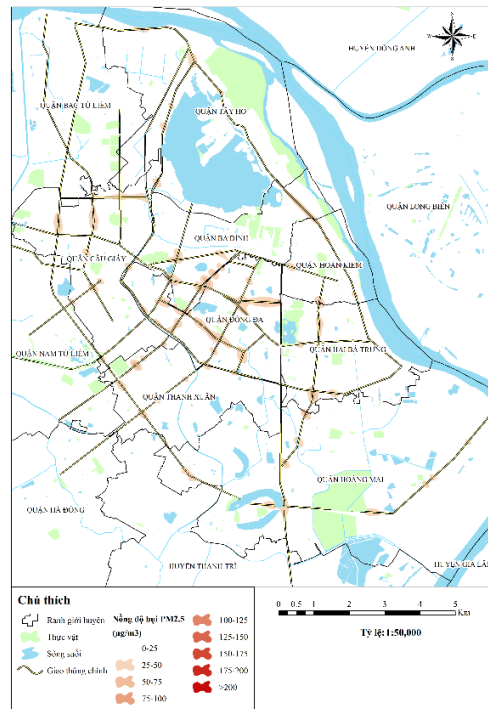 N
W E
S
HUYỆN ĐÔNG ANH
QUẬN BẮC TỪ LIÊM
QUẬN TÂY HỒ
QUẬN LONG BIÊN
QUẬN BA ĐÌNH
QUẬN CẦU GIẤY
QUẬN HOÀN KIẾM
QUẬN ĐỐNG ĐA
QUẬN NAM TỪ LIÊM
QUẬN HAI BÀ TRƯNG
QUẬN THANH XUÂN
QUẬN HOÀNG MAI
QUẬN HÀ ĐÔNG
HUYỆN THANH TRÌ
HUYỆN GIA LÂM
Chú thích
Ranh giới huyện
Thực vật
Sông suối
Giao thông chính
Nồng độ bụi PM2.5
(µg/m3)
0-25
25-50
50-75
75-100
100-125
125-150
150-175
175-200
>200
0 0.5 1 2 3 4 5
Km
Tỷ lệ: 1:50,000